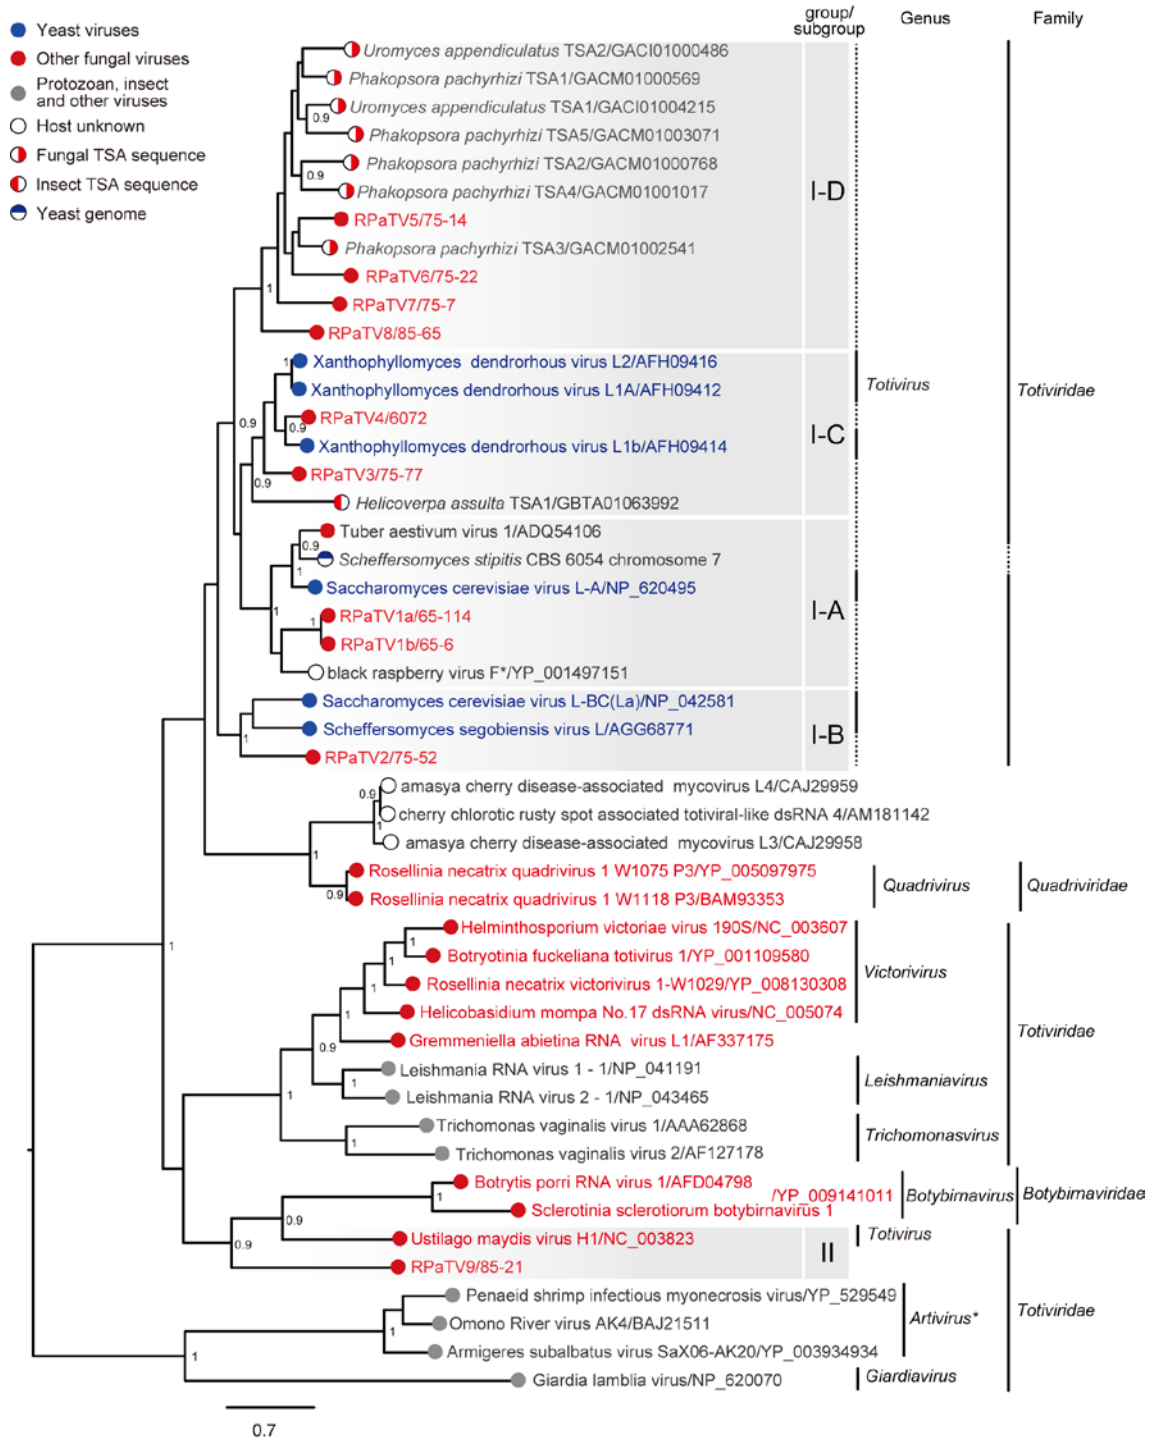 group/
subgroup
Genus
Family
Yeast viruses
Other fungal viruses
Protozoan, insect
and other viruses
Host unknown
Fungal TSA sequence
Insect TSA sequence
Yeast genome
Uromyces appendiculatus TSA2/GACI01000486
Phakopsora pachyrhizi TSA1/GACM01000569
Uromyces appendiculatus TSA1/GACI01004215
0.9
Phakopsora pachyrhizi TSA5/GACM01003071
Phakopsora pachyrhizi TSA2/GACM01000768
0.9
Phakopsora pachyrhizi TSA4/GACM01001017
I-D
RPaTV5/75-14
Phakopsora pachyrhizi TSA3/GACM01002541
RPaTV6/75-22
1
RPaTV7/75-7
RPaTV8/85-65
1
Xanthophyllomyces dendrorhous virus L2/AFH09416
Xanthophyllomyces dendrorhous virus L1A/AFH09412
Totivirus
Totiviridae
RPaTV4/6072
0.9
0.9
I-C
Xanthophyllomyces dendrorhous virus L1b/AFH09414
RPaTV3/75-77
0.9
Helicoverpa assulta TSA1/GBTA01063992
Tuber aestivum virus 1/ADQ54106
0.9
Scheffersomyces stipitis CBS 6054 chromosome 7
1
Saccharomyces cerevisiae virus L-A/NP_620495
1
I-A
RPaTV1a/65-114
1
RPaTV1b/65-6
black raspberry virus F*/YP_001497151
Saccharomyces cerevisiae virus L-BC(La)/NP_042581
Scheffersomyces segobiensis virus L/AGG68771
1
I-B
RPaTV2/75-52
amasya cherry disease-associated mycovirus L4/CAJ29959
0.9
cherry chlorotic rusty spot associated totiviral-like dsRNA 4/AM181142
1
amasya cherry disease-associated mycovirus L3/CAJ29958
1
Rosellinia necatrix quadrivirus 1 W1075 P3/YP_005097975
Quadrivirus
Quadriviridae
0.9
Rosellinia necatrix quadrivirus 1 W1118 P3/BAM93353
Helminthosporium victoriae virus 190S/NC_003607
1
1
Botryotinia fuckeliana totivirus 1/YP_001109580
Victorivirus
1
Rosellinia necatrix victorivirus 1-W1029/YP_008130308
1
Helicobasidium mompa No.17 dsRNA virus/NC_005074
Totiviridae
Gremmeniella abietina RNA virus L1/AF337175
0.9
Leishmania RNA virus 1 - 1/NP_041191
1
Leishmaniavirus
1
Leishmania RNA virus 2 - 1/NP_043465
Trichomonas vaginalis virus 1/AAA62868
1
Trichomonasvirus
Trichomonas vaginalis virus 2/AF127178
Botrytis porri RNA virus 1/AFD04798
1
/YP_009141011
Botybirnavirus
Botybirnaviridae
Sclerotinia sclerotiorum botybirnavirus 1
0.9
Totivirus
Ustilago maydis virus H1/NC_003823
0.9
II
RPaTV9/85-21
Penaeid shrimp infectious myonecrosis virus/YP_529549
Omono River virus AK4/BAJ21511
1
Artivirus*
Totiviridae
Armigeres subalbatus virus SaX06-AK20/YP_003934934
1
Giardia lamblia virus/NP_620070
Giardiavirus
0.7